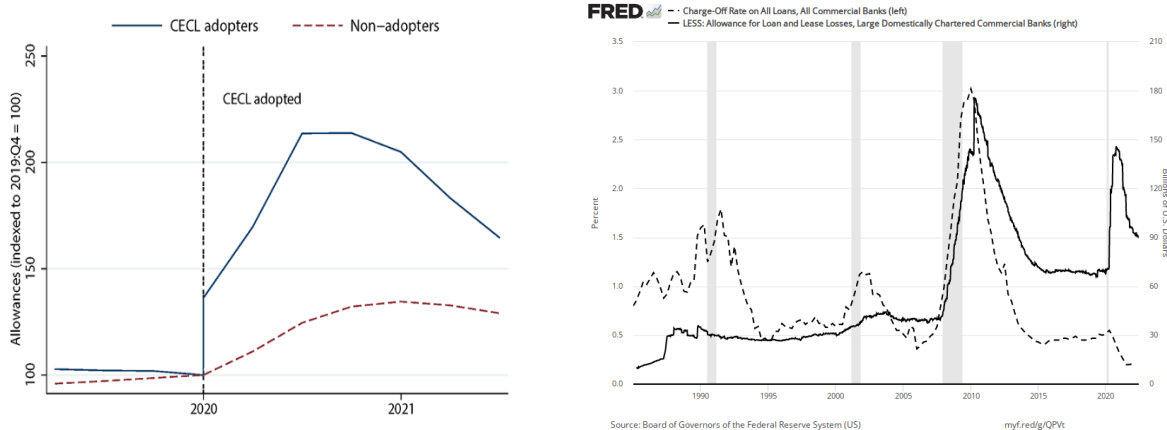 CECL adopters
Non-adopters
Allowances (indexed to 2019:Q4 = 100)
250
200
150
100
CECL adopted
2020
2021
FRED
Charge-Off Rate on All Loans, All Commercial Banks (left)
LESS: Allowance for Loan and Lease Losses, Large Domestically Chartered Commercial Banks (right)
Percent
3.5
3.0
2.5
2.0
1.5
1.0
0.5
0.0
210
180
150
120
90
60
30
0
Billions of U.S. Dollars
1990
1995
2000
2005
2010
2015
2020
Source: Board of Governors of the Federal Reserve System (US)
myf.red/g/QPVt